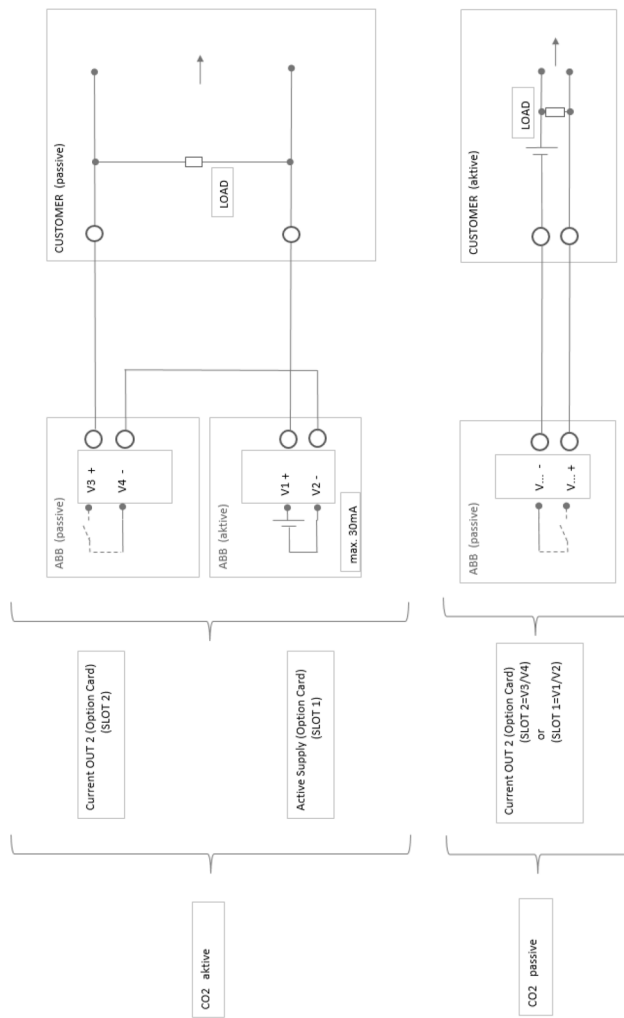 ABB (passive)
CUSTOMER (passive)
Current OUT 2 (Option Card)
(SLOT 2)
V3 +
V4 -
CO2 aktive
LOAD
ABB (aktive)
Active Supply (Option Card)
(SLOT 1)
V1 +
V2 -
max. 30mA
ABB (passive)
CUSTOMER (aktive)
LOAD
CO2 passive
Current OUT 2 (Option Card)
(SLOT 2=V3/V4)
or
(SLOT 1=V1/V2)
V... -
V... +